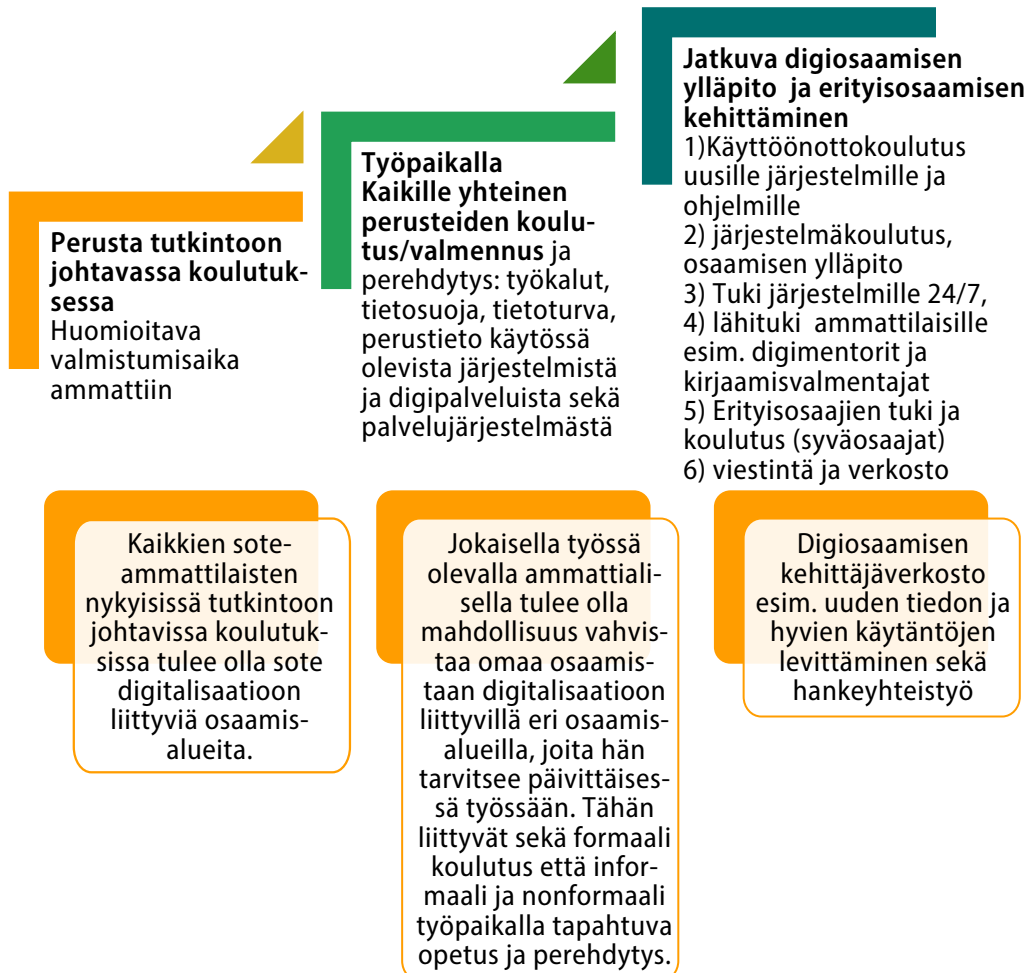 Perusta tutkintoon
johtavassa koulutuk-
sessa
Huomioitava
valmistumisaika
ammattiin
Työpaikalla
Kaikille yhteinen
perusteiden koulu-
tus/valmennus ja
perehdytys: työkalut,
tietosuoja, tietoturva,
perustieto käytössä
olevista järjestelmistä
ja digipalveluista sekä
palvelujärjestelmästä
Jatkuva digiosaamisen
ylläpito ja erityisosaamisen
kehittäminen
1)Käyttöönottokoulutus
uusille järjestelmille ja
ohjelmille
2) järjestelmäkoulutus,
osaamisen ylläpito
3) Tuki järjestelmille 24/7,
4) lähituki ammattilaisille
esim. digimentorit ja
kirjaamisvalmentajat
5) Erityisosaajien tuki ja
koulutus (syväosaajat)
6) viestintä ja verkosto
Kaikkien sote-
ammattilaisten
nykyisissä tutkintoon
johtavissa koulutuk-
sissa tulee olla sote
digitalisaatioon
liittyviä osaamis-
alueita.
Jokaisella työssä
olevalla ammattiali-
sella tulee olla
mahdollisuus vahvis-
taa omaa osaamis-
taan digitalisaatioon
liittyvillä eri osaamis-
alueilla, joita hän
tarvitsee päivittäises-
sä työssään. Tähän
liittyvät sekä formaali
koulutus että infor-
maali ja nonformaali
työpaikalla tapahtuva
opetus ja perehdytys.
Digiosaamisen
kehittäjäverkosto
esim. uuden tiedon ja
hyvien käytäntöjen
levittäminen sekä
hankeyhteistyö